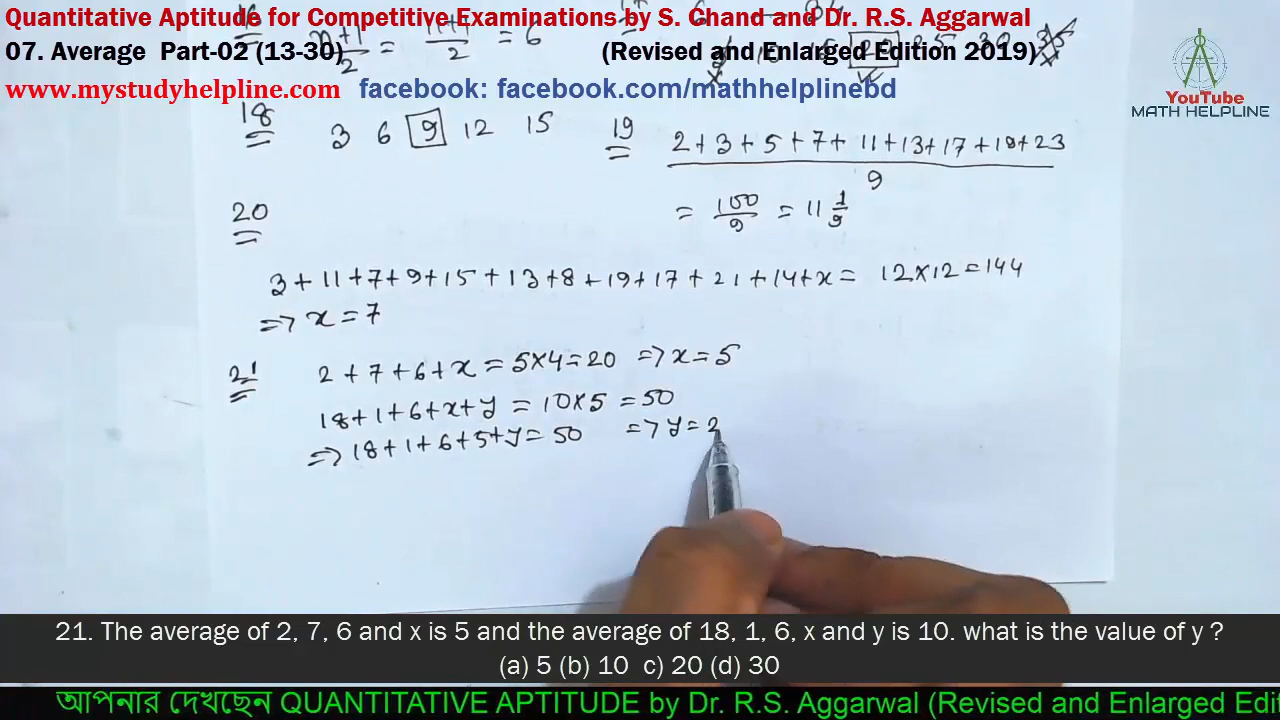 Quantitative Aptitude for Competitive Examinations by S. Chand and Dr. R.S. Aggarwal
07. Average Part-02 (13-30) (Revised and Enlarged Edition 2019)
= 6
www.mystudyhelpline.com facebook: facebook.com/mathhelplinebd
YouTube
MATH HELPLINE
18 3 6 9 12 15
19 2+3+5+7+11+13+17+19+23
9
= 100/9 = 11 1/9
20
3+11+7+9+15+13+8+19+17+21+14+x = 12×12=144
=> x=7
21 2+7+6+x = 5×4=20 => x=5
18+1+6+x+y = 10×5 = 50
=> 18+1+6+5+y= 50 => y=2
21. The average of 2, 7, 6 and x is 5 and the average of 18, 1, 6, x and y is 10. what is the value of y ?
(a) 5 (b) 10 c) 20 (d) 30
আপনার দেখছেন QUANTITATIVE APTITUDE by Dr. R.S. Aggarwal (Revised and Enlarged Edi